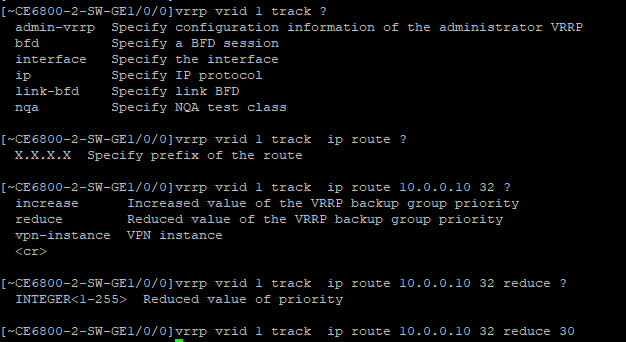 [~CE6800-2-SW-GE1/0/0]vrrp vrid 1 track ?
  admin-vrrp  Specify configuration information of the administrator VRRP
  bfd         Specify a BFD session
  interface   Specify the interface
  ip          Specify IP protocol
  link-bfd    Specify link BFD
  nqa         Specify NQA test class
[~CE6800-2-SW-GE1/0/0]vrrp vrid 1 track  ip route ?
  X.X.X.X  Specify prefix of the route
[~CE6800-2-SW-GE1/0/0]vrrp vrid 1 track  ip route 10.0.0.10 32 ?
  increase      Increased value of the VRRP backup group priority
  reduce        Reduced value of the VRRP backup group priority
  vpn-instance  VPN instance
  <cr>
[~CE6800-2-SW-GE1/0/0]vrrp vrid 1 track  ip route 10.0.0.10 32 reduce ?
  INTEGER<1-255>  Reduced value of priority
[~CE6800-2-SW-GE1/0/0]vrrp vrid 1 track  ip route 10.0.0.10 32 reduce 30